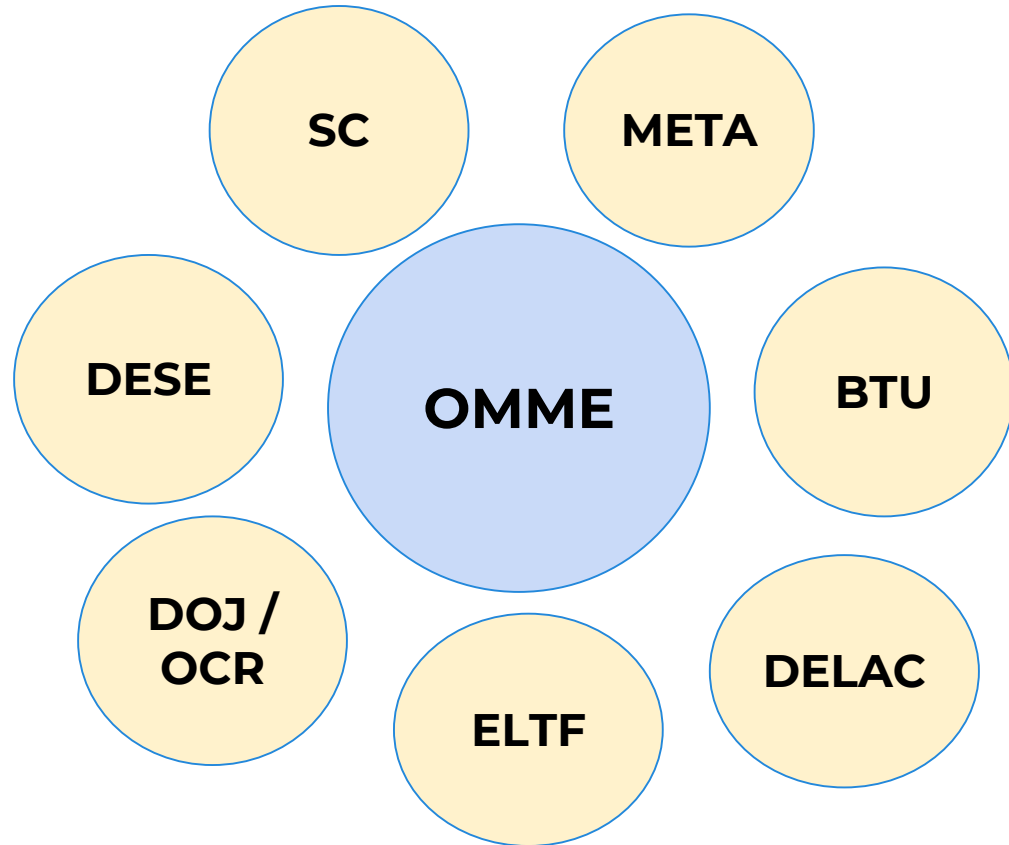 SC
META
DESE
OMME
BTU
DOJ /
OCR
DELAC
ELTF